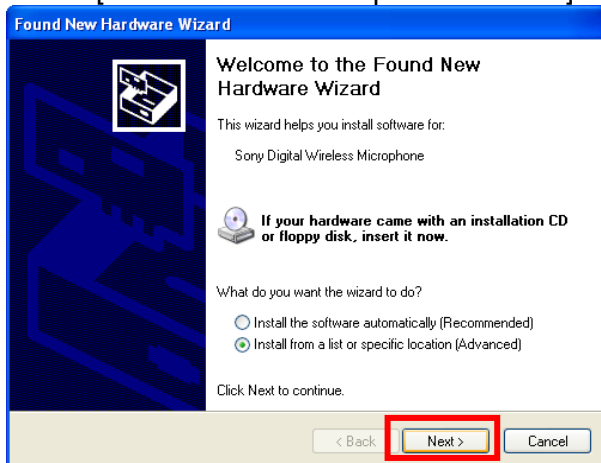 Found New Hardware Wizard
Welcome to the Found New
Hardware Wizard
This wizard helps you install software for:
Sony Digital Wireless Microphone
If your hardware came with an installation CD
or floppy disk, insert it now.
What do you want the wizard to do?
Install the software automatically (Recommended)
Install from a list or specific location (Advanced)
Click Next to continue.
< Back
Next >
Cancel